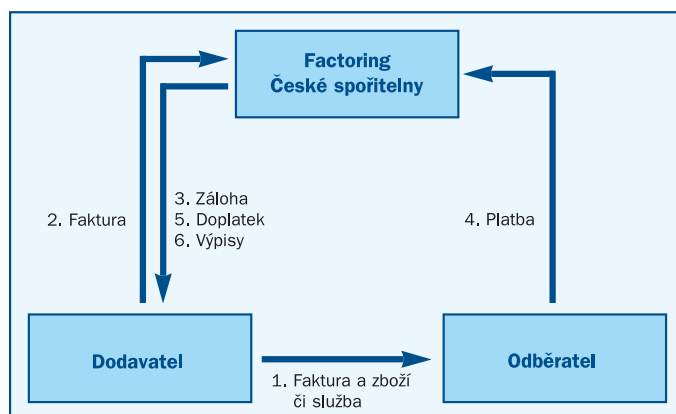 Factoring
České spořitelny
2. Faktura
3. Záloha
5. Doplatek
6. Výpisy
4. Platba
Dodavatel
Odběratel
1. Faktura a zboží
či služba